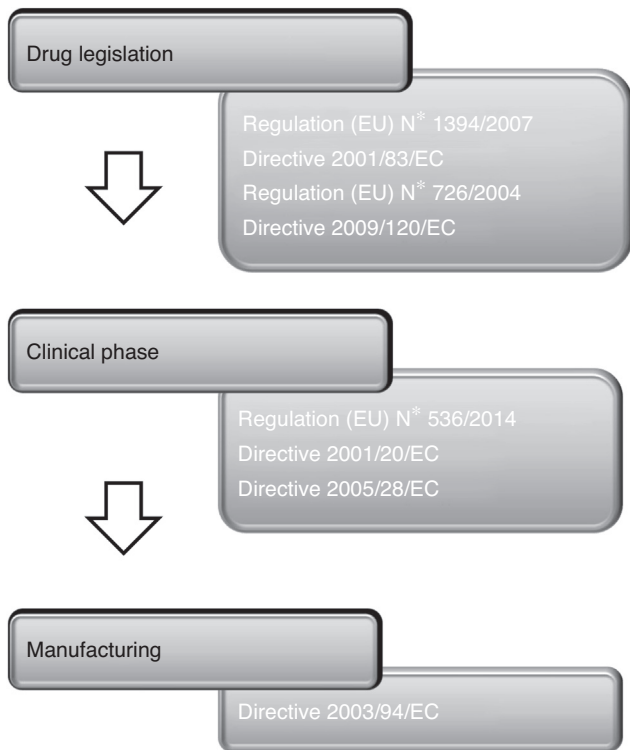 Drug legislation
Regulation (EU) N* 1394/2007
Directive 2001/83/EC
Regulation (EU) N* 726/2004
Directive 2009/120/EC
Clinical phase
Regulation (EU) N* 536/2014
Directive 2001/20/EC
Directive 2005/28/EC
Manufacturing
Directive 2003/94/EC